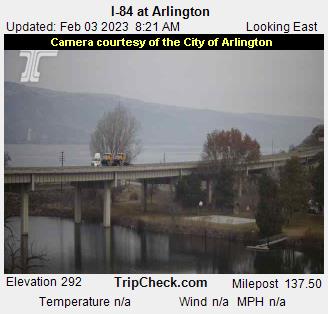 I-84 at Arlington
Updated: Feb 03 2023 8:21 AM Looking East
Camera courtesy of the City of Arlington
Elevation 292 TripCheck.com Milepost 137.50
Temperature n/a Wind n/a MPH n/a